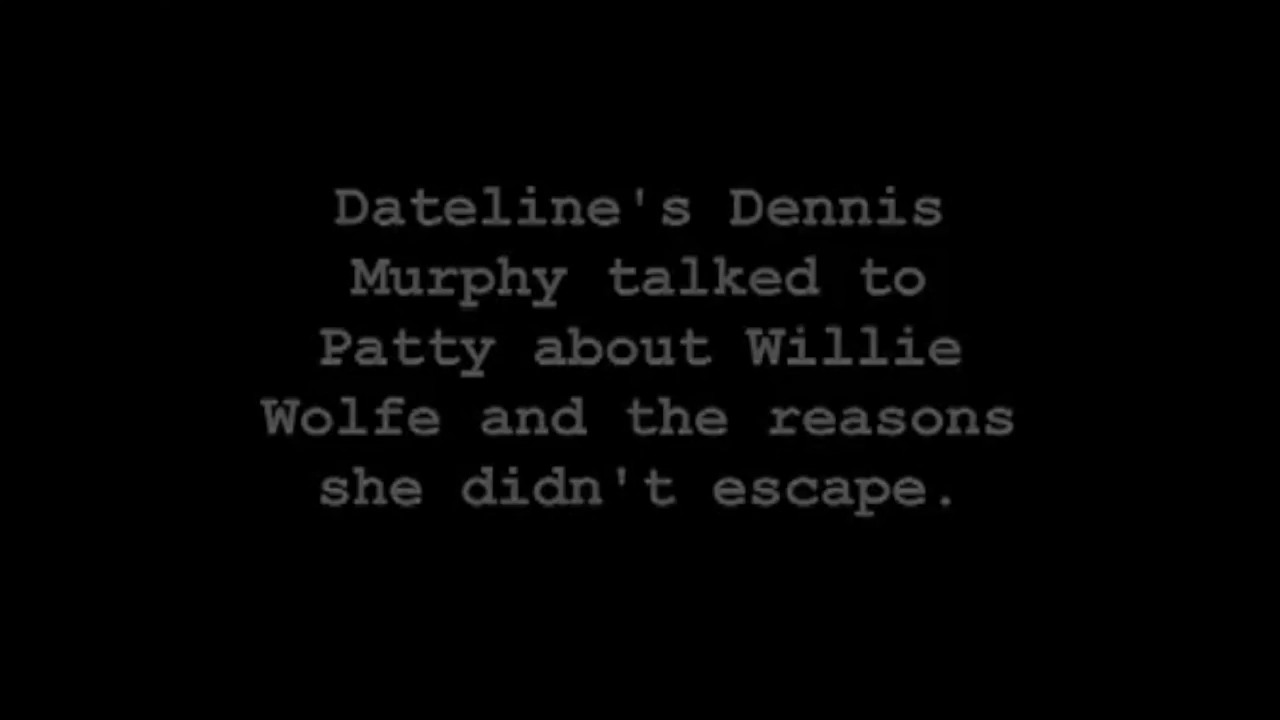 Dateline's Dennis
Murphy talked to
Patty about Willie
Wolfe and the reasons
she didn't escape.